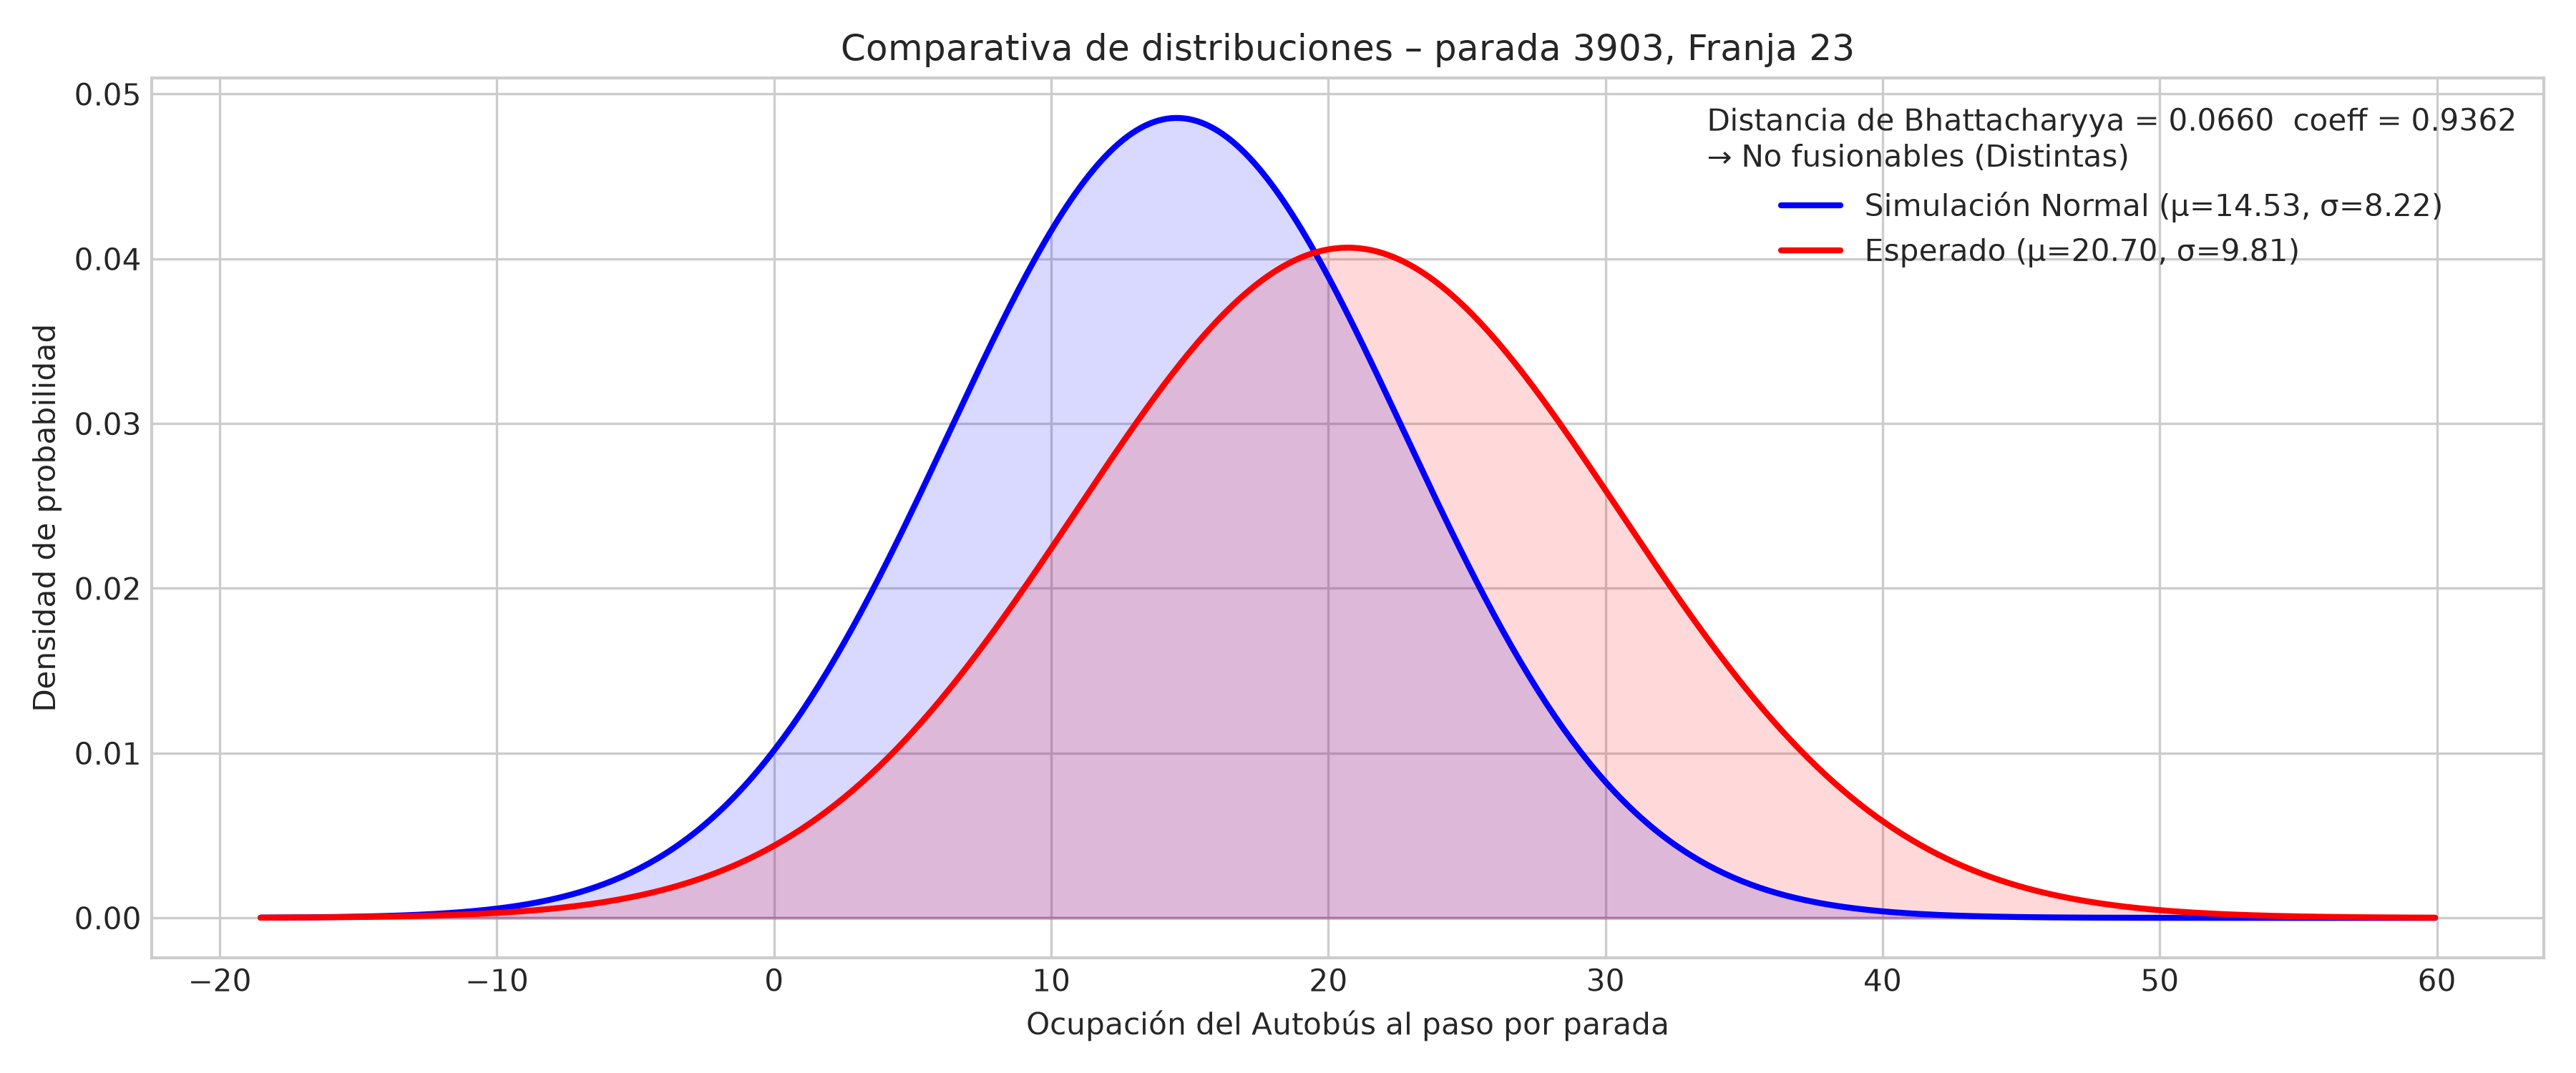 Comparativa de distribuciones – parada 3903, Franja 23
Densidad de probabilidad
0.05
0.04
0.03
0.02
0.01
0.00
Distancia de Bhattacharyya = 0.0660  coeff = 0.9362
→ No fusionables (Distintas)
Simulación Normal (μ=14.53, σ=8.22)
Esperado (μ=20.70, σ=9.81)
−20 −10 0 10 20 30 40 50 60
Ocupación del Autobús al paso por parada